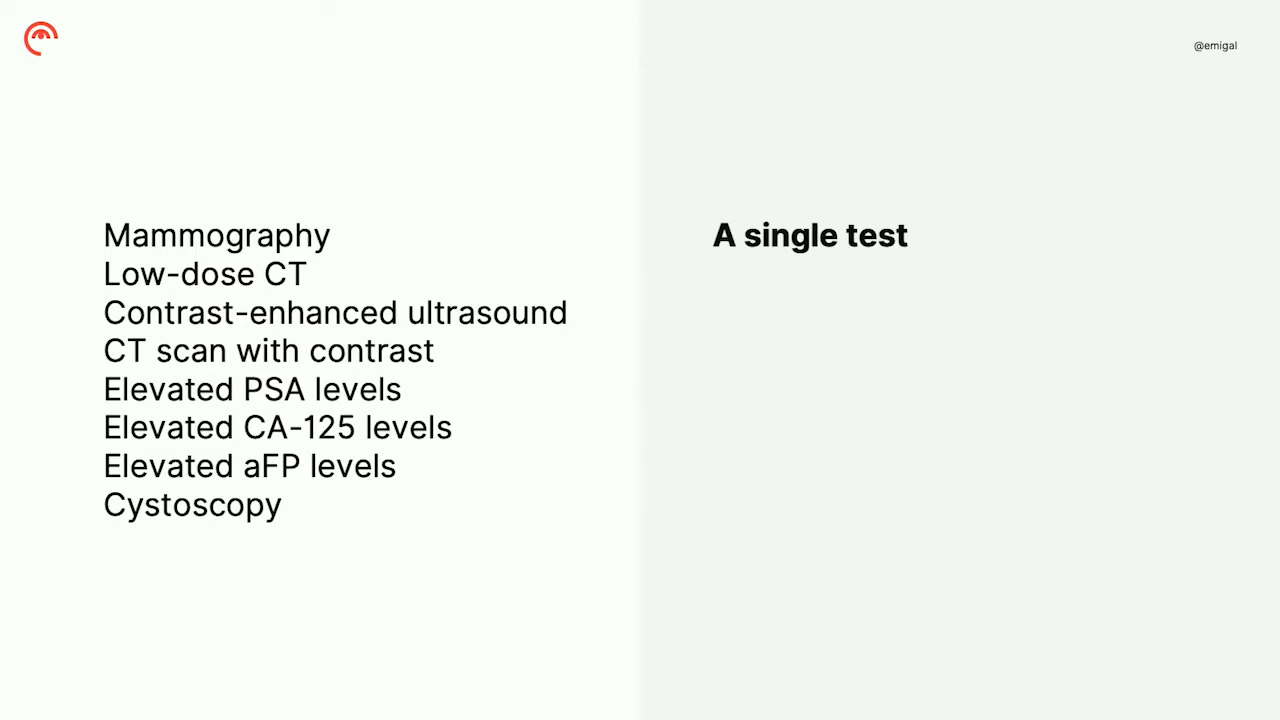 @emigal
Mammography
Low-dose CT
Contrast-enhanced ultrasound
CT scan with contrast
Elevated PSA levels
Elevated CA-125 levels
Elevated aFP levels
Cystoscopy
A single test